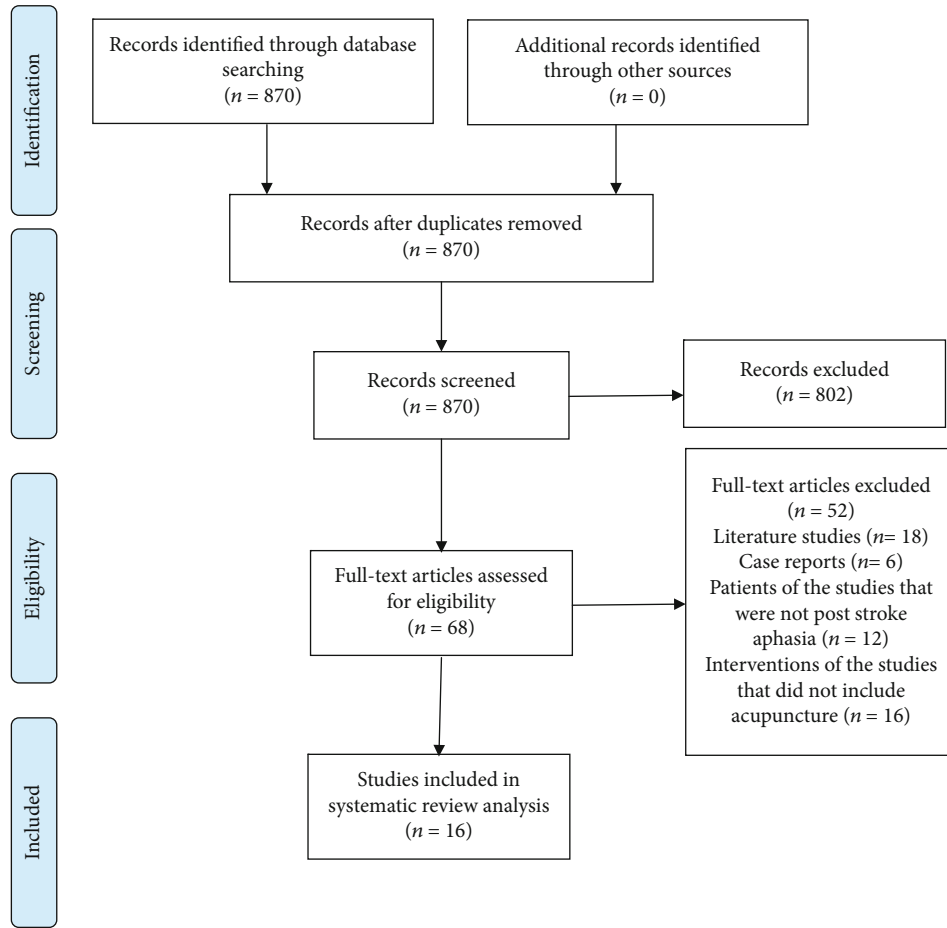 Identification
Records identified through database
searching
(n = 870)
Additional records identified
through other sources
(n = 0)
Records after duplicates removed
(n = 870)
Screening
Records screened
(n = 870)
Records excluded
(n = 802)
Eligibility
Full-text articles assessed
for eligibility
(n = 68)
Full-text articles excluded
(n = 52)
Literature studies (n= 18)
Case reports (n= 6)
Patients of the studies that
were not post stroke
aphasia (n = 12)
Interventions of the studies
that did not include
acupuncture (n = 16)
Included
Studies included in
systematic review analysis
(n = 16)